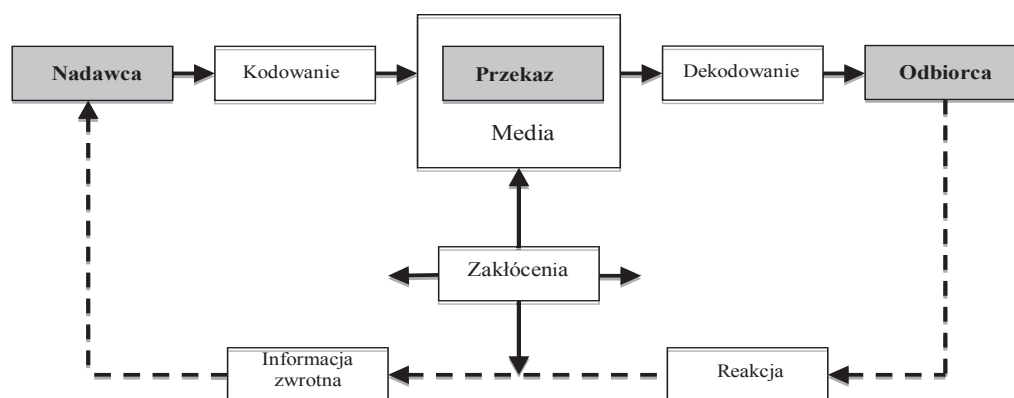 Nadawca
Kodowanie
Przekaz
Media
Dekodowanie
Odbiorca
Zakłócenia
Informacja
zwrotna
Reakcja